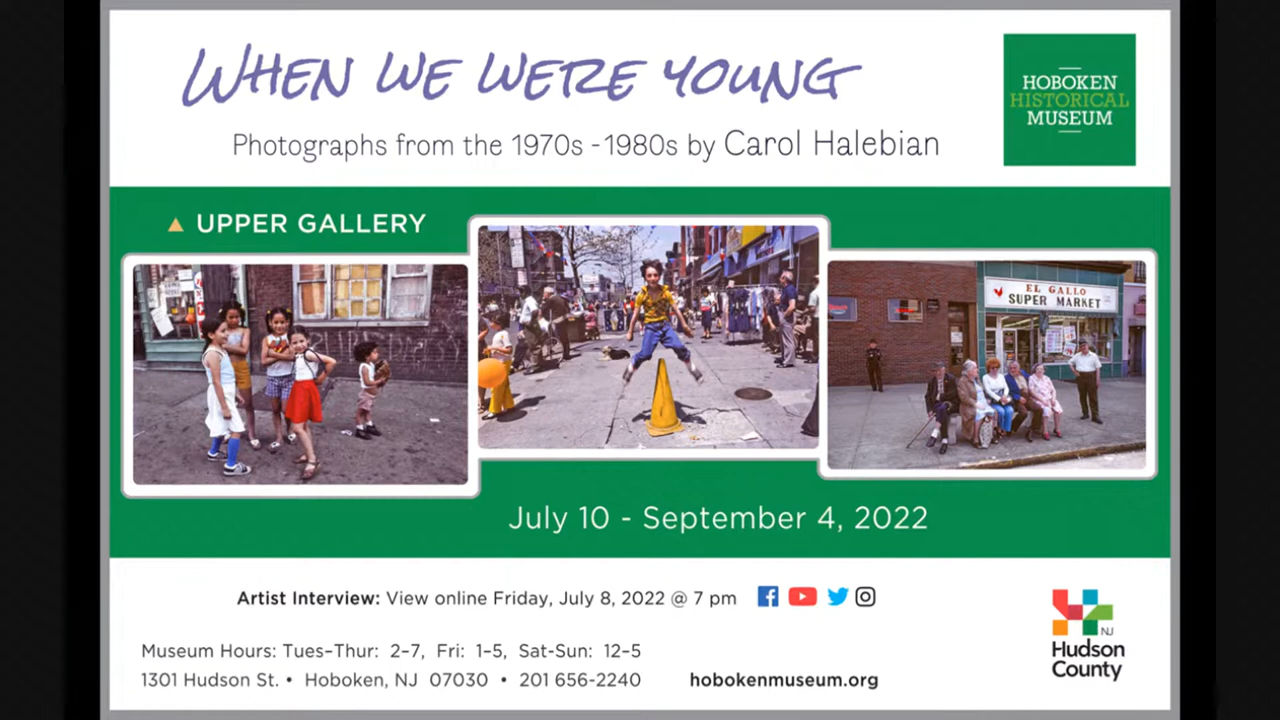 WHEN WE WERE YOUNG
Photographs from the 1970s - 1980s by Carol Halebian
HOBOKEN
HISTORICAL
MUSEUM
▲ UPPER GALLERY
EL GALLO
SUPER MARKET
July 10 - September 4, 2022
Artist Interview: View online Friday, July 8, 2022 @ 7 pm
Museum Hours: Tues–Thur: 2–7, Fri: 1–5, Sat-Sun: 12–5
1301 Hudson St. • Hoboken, NJ 07030 • 201 656-2240 hobokenmuseum.org
NJ
Hudson
County